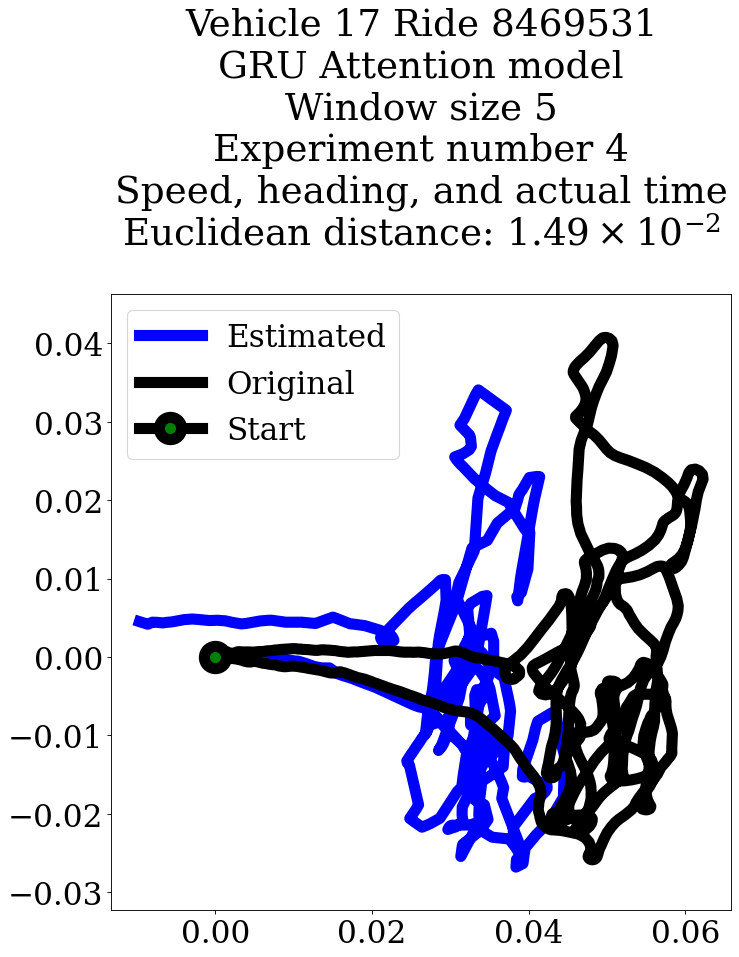 Vehicle 17 Ride 8469531
GRU Attention model
Window size 5
Experiment number 4
Speed, heading, and actual time
Euclidean distance: 1.49 × 10⁻²
Estimated
Original
Start
0.04
0.03
0.02
0.01
0.00
−0.01
−0.02
−0.03
0.00 0.02 0.04 0.06